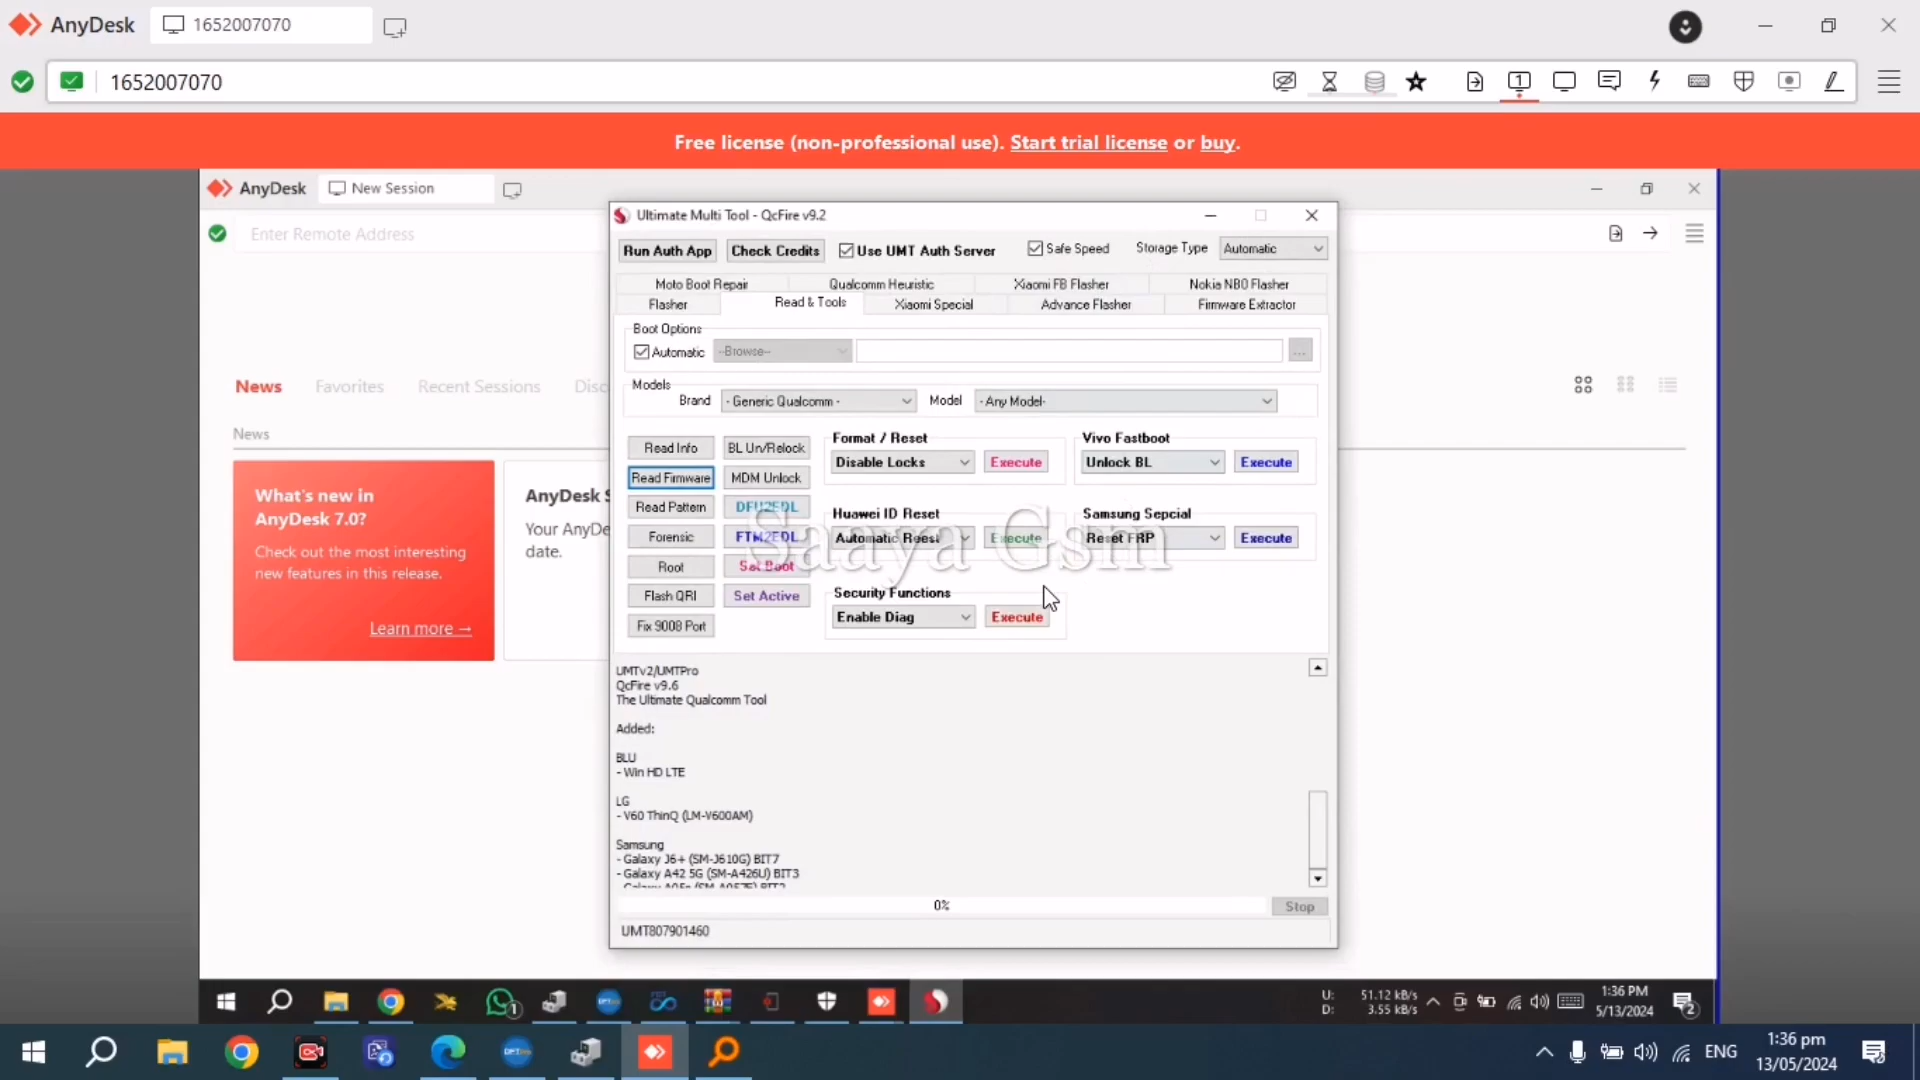 AnyDesk
1652007070
1652007070
Free license (non-professional use). Start trial license or buy.
AnyDesk
New Session
Enter Remote Address
Ultimate Multi Tool - QcFire v9.2
Run Auth App
Check Credits
Use UMT Auth Server
Safe Speed
Storage Type
Automatic
Moto Boot Repair
Qualcomm Heuristic
Xiaomi FB Flasher
Nokia NB0 Flasher
Flasher
Read & Tools
Xiaomi Special
Advance Flasher
Firmware Extractor
Boot Options
Automatic
--Browse--
...
Models
Brand
- Generic Qualcomm -
Model
- Any Model-
Read Info
BL Un/Relock
Read Firmware
MDM Unlock
Read Pattern
DFU2EDL
Forensic
FTM2EDL
Root
Set Boot
Flash QRI
Set Active
Fix 9008 Port
Format / Reset
Disable Locks
Execute
Vivo Fastboot
Unlock BL
Execute
Huawei ID Reset
Automatic Reest
Execute
Samsung Sepcial
Reset FRP
Execute
Saaya Gsm
Security Functions
Enable Diag
Execute
UMTv2/UMTPro
QcFire v9.6
The Ultimate Qualcomm Tool
Added:
BLU
- Win HD LTE
LG
- V60 ThinQ (LM-V600AM)
Samsung
- Galaxy J6+ (SM-J610G) BIT7
- Galaxy A42 5G (SM-A426U) BIT3
0%
Stop
UMT807901460
News
Favorites
Recent Sessions
News
What's new in
AnyDesk 7.0?
Check out the most interesting
new features in this release.
Learn more →
AnyDesk S
Your AnyDe
date.
1
U:
51.12 kB/s
D:
3.55 kB/s
1:36 PM
5/13/2024
2
ENG
1:36 pm
13/05/2024